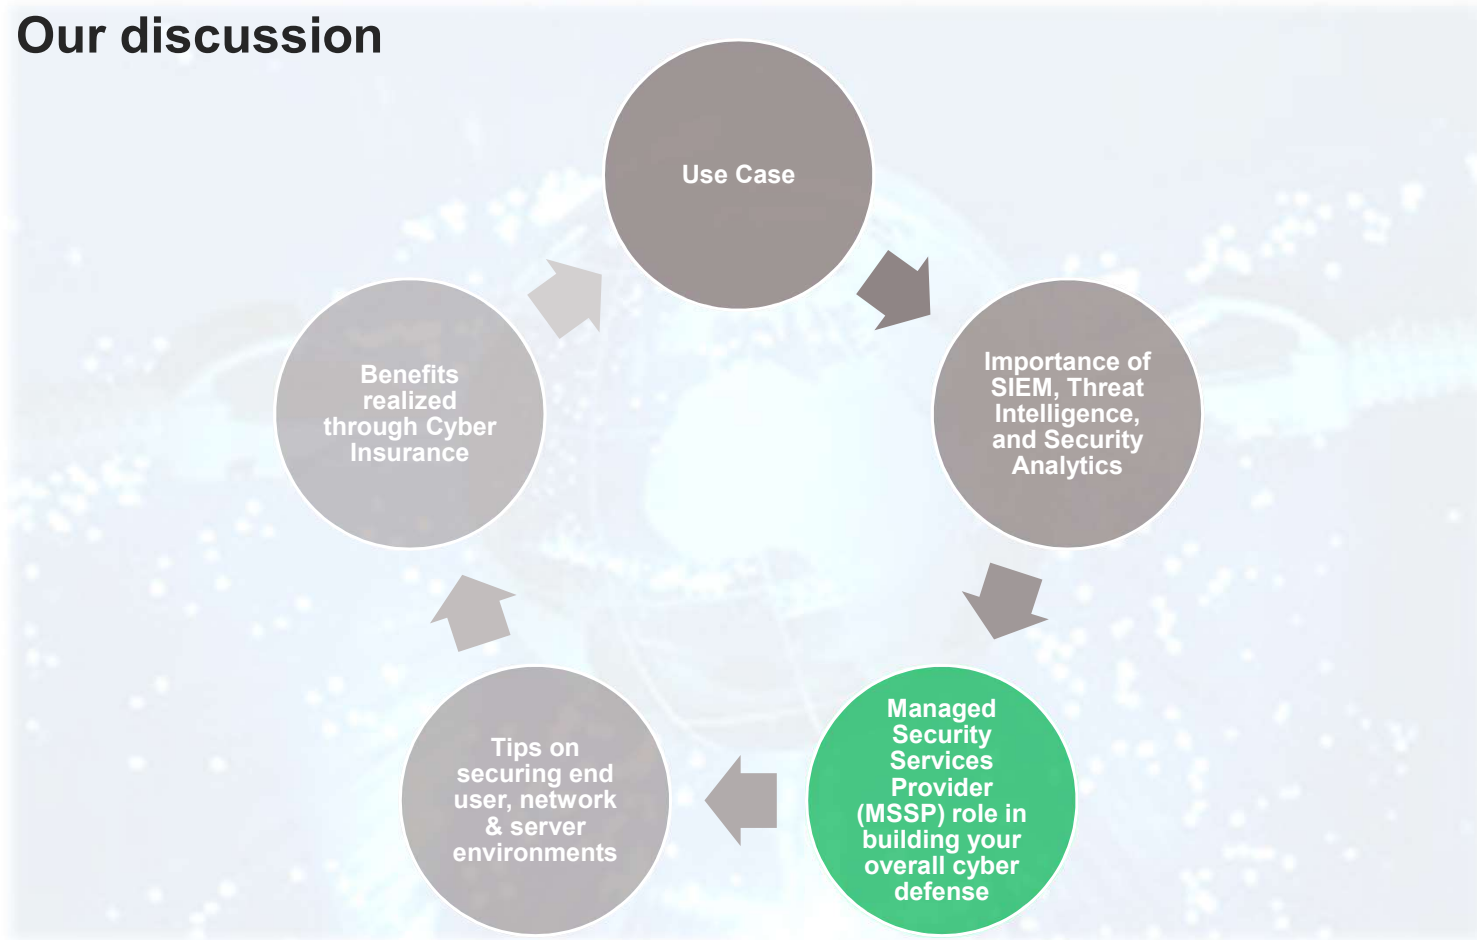 Our discussion
Use Case
Importance of
SIEM, Threat
Intelligence,
and Security
Analytics
Managed
Security
Services
Provider
(MSSP) role in
building your
overall cyber
defense
Tips on
securing end
user, network
& server
environments
Benefits
realized
through Cyber
Insurance